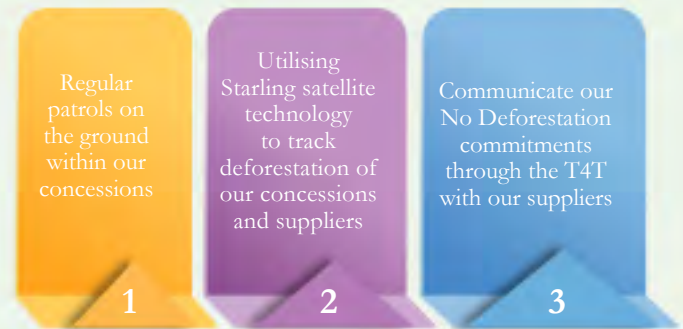 Regular
patrols on
the ground
within our
concessions
1
Utilising
Starling satellite
technology
to track
deforestation of
our concessions
and suppliers
2
Communicate our
No Deforestation
commitments
through the T4T
with our suppliers
3